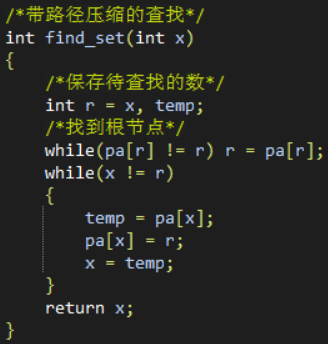 /*带路径压缩的查找*/
int find_set(int x)
{
    /*保存待查找的数*/
    int r = x, temp;
    /*找到根节点*/
    while(pa[r] != r) r = pa[r];
    while(x != r)
    {
        temp = pa[x];
        pa[x] = r;
        x = temp;
    }
    return x;
}